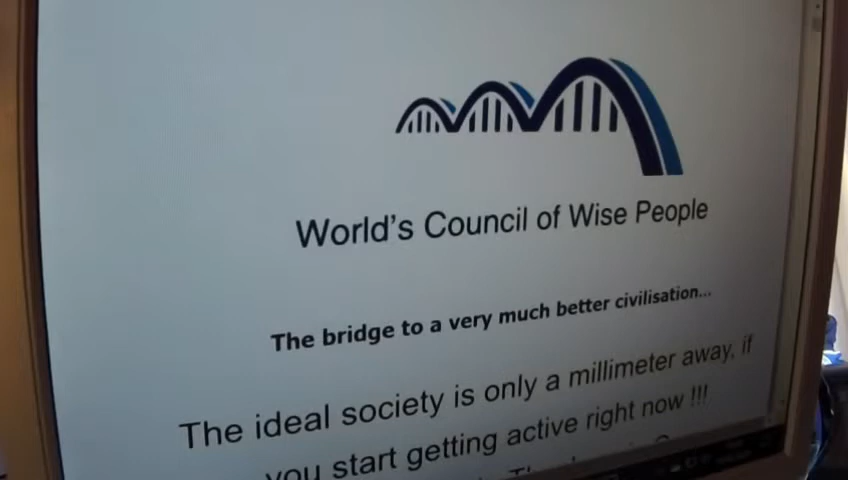 World's Council of Wise People
The bridge to a very much better civilisation...
The ideal society is only a millimeter away, if
you start getting active right now !!!